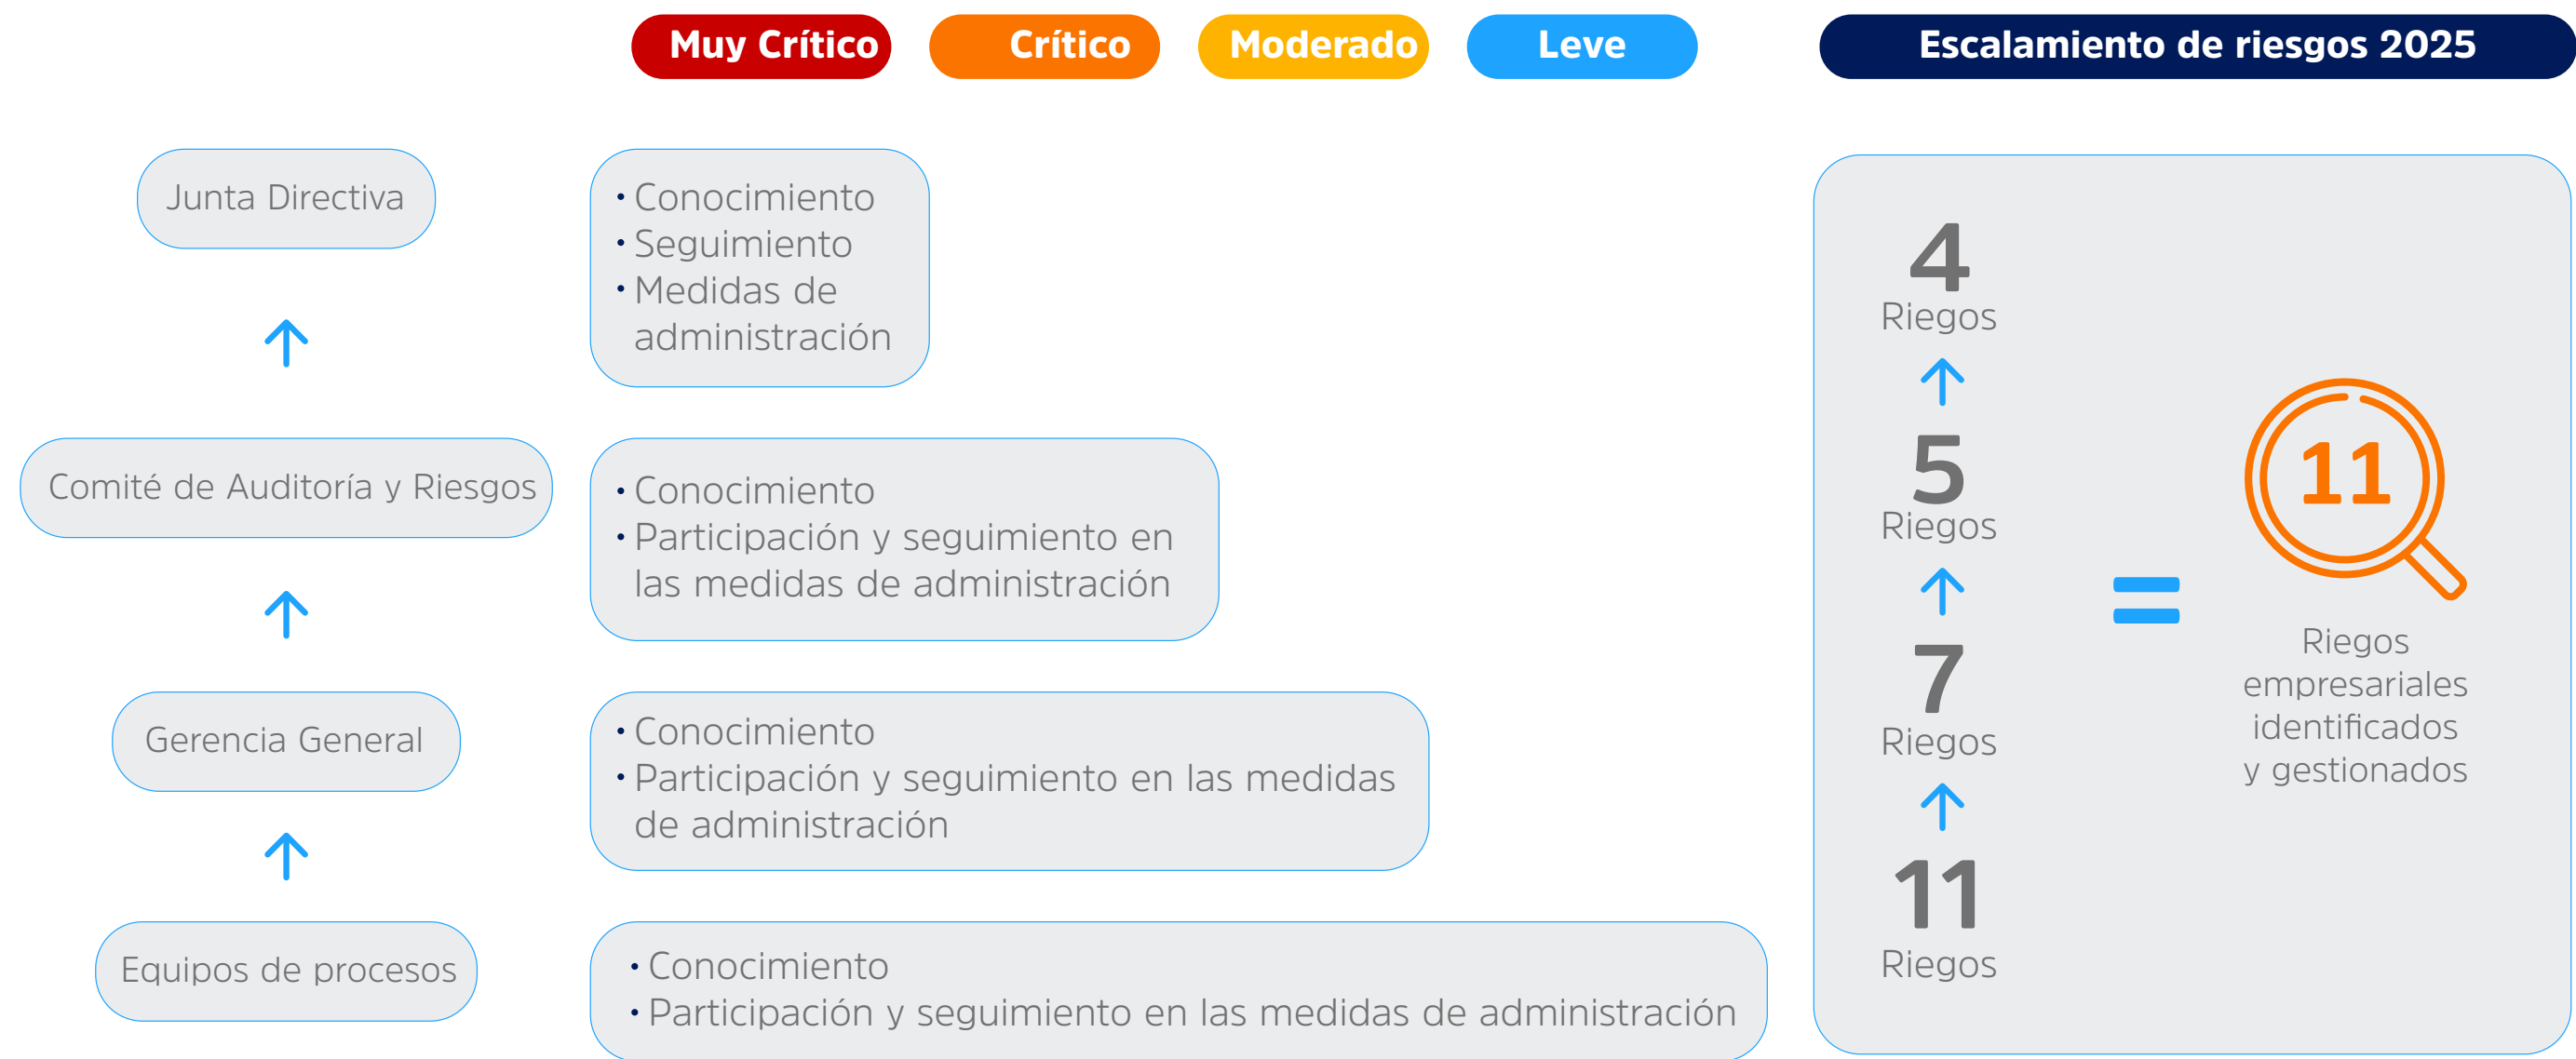 Muy Crítico
Crítico
Moderado
Leve
Escalamiento de riesgos 2025
Junta Directiva
• Conocimiento
• Seguimiento
• Medidas de
administración
Comité de Auditoría y Riesgos
• Conocimiento
• Participación y seguimiento en
las medidas de administración
Gerencia General
• Conocimiento
• Participación y seguimiento en las medidas
de administración
Equipos de procesos
• Conocimiento
• Participación y seguimiento en las medidas de administración
4
Riegos
5
Riegos
7
Riegos
11
Riegos
=
11
Riegos
empresariales
identificados
y gestionados